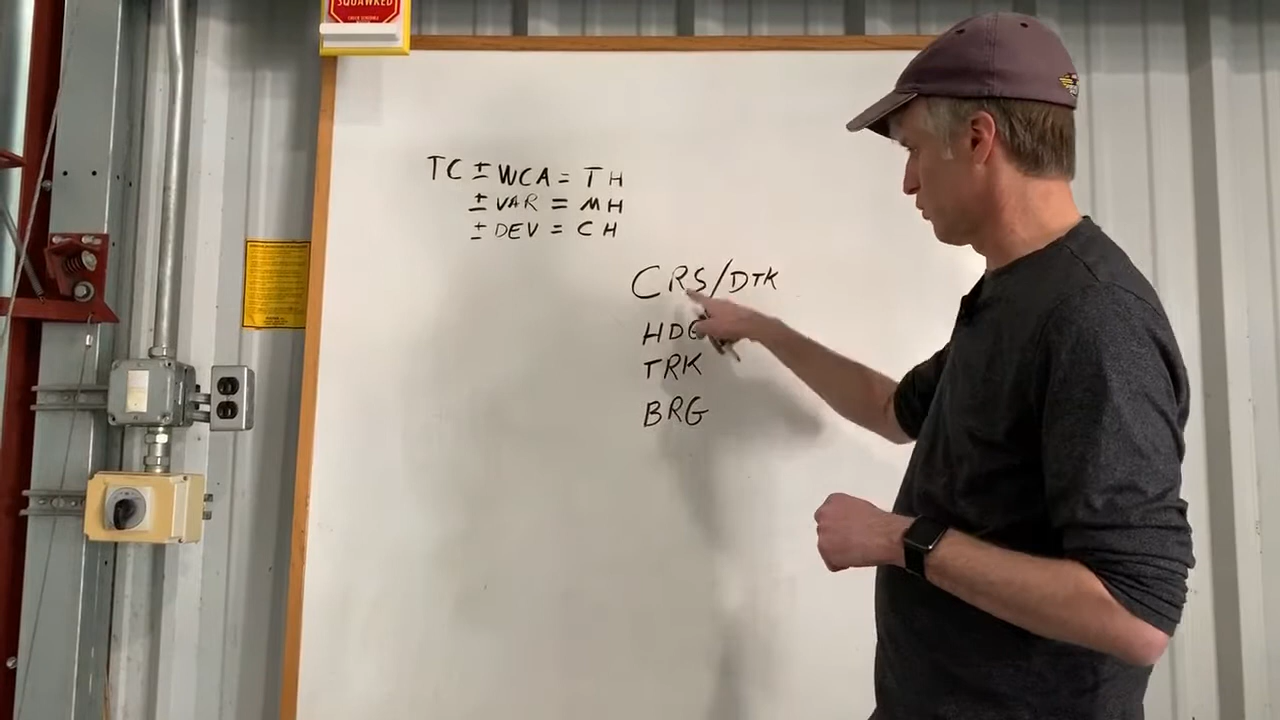 SQUAWKED
TC ± WCA = TH
± VAR = MH
± DEV = CH
CRS/DTK
HDG
TRK
BRG